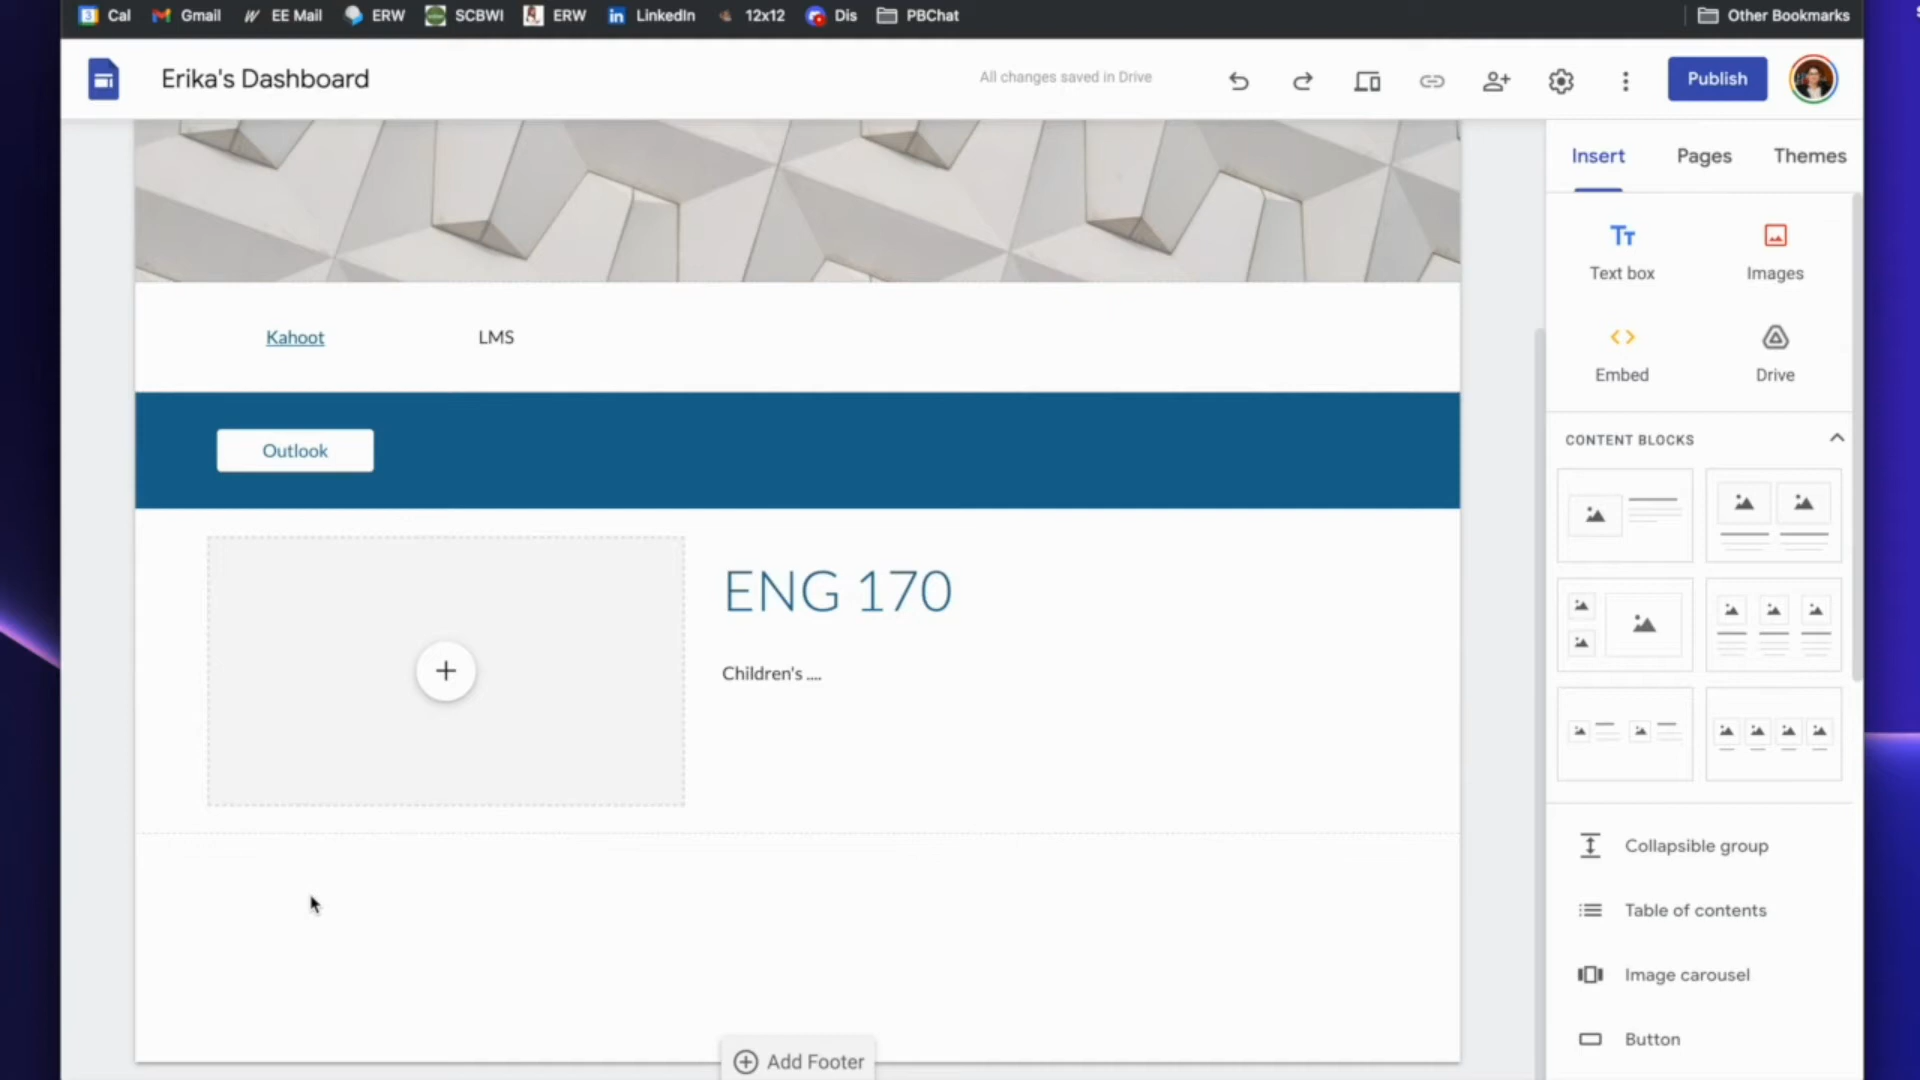 Cal Gmail EE Mail ERW SCBWI ERW LinkedIn 12x12 Dis PBChat Other Bookmarks
Erika's Dashboard All changes saved in Drive Publish
Insert Pages Themes
Text box Images
Embed Drive
Kahoot LMS
Outlook
CONTENT BLOCKS
ENG 170
Children's ....
Collapsible group
Table of contents
Image carousel
Button
Add Footer